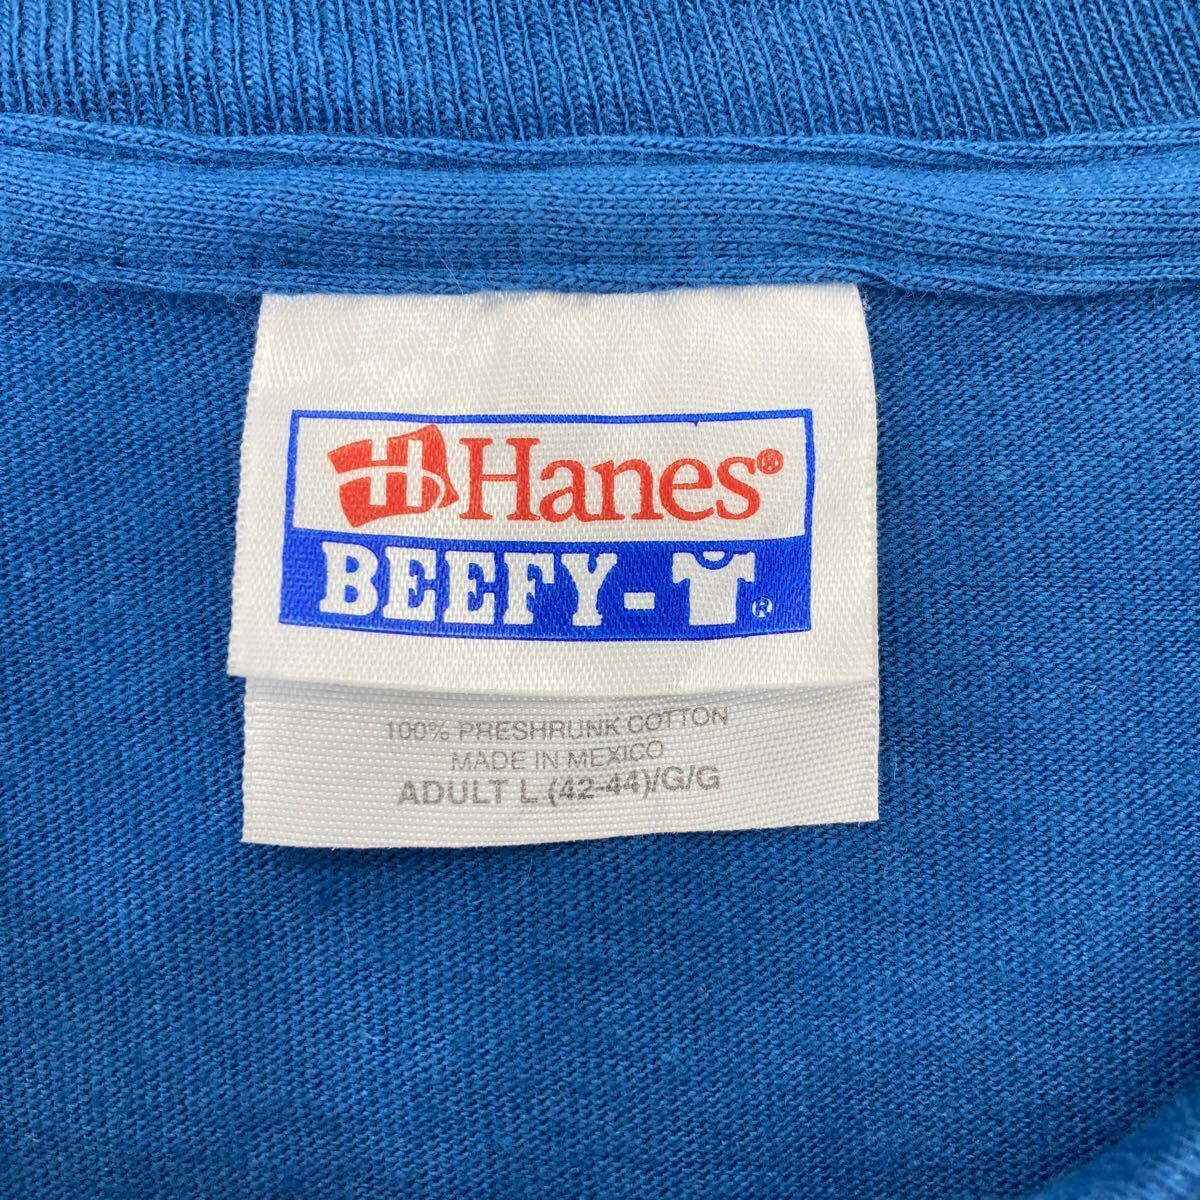 Hanes®
BEEFY-T®
100% PRESHRUNK COTTON
MADE IN MEXICO
ADULT L (42-44)/G/G